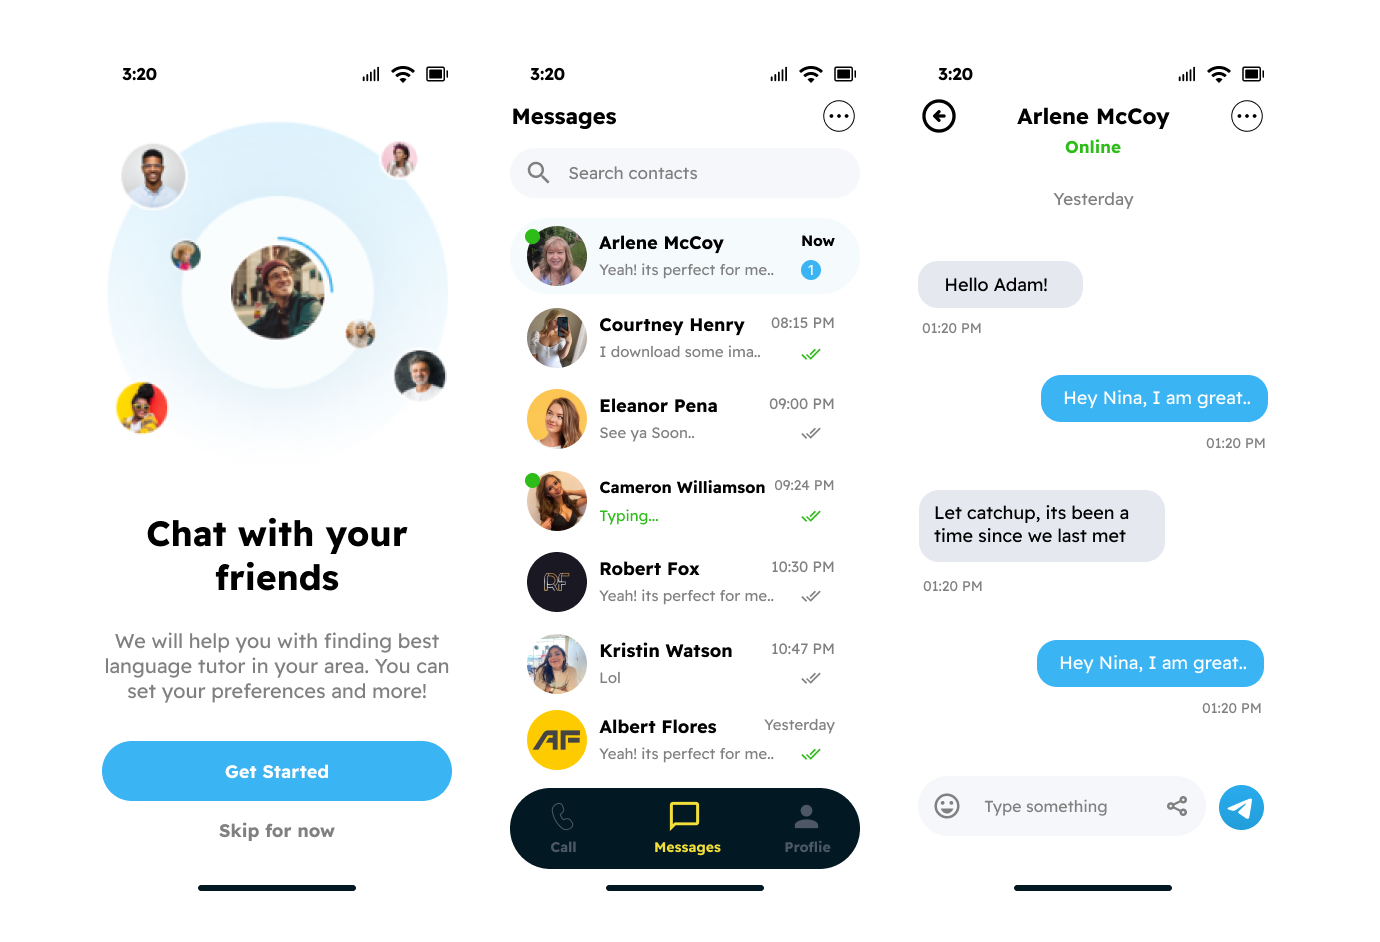 3:20
Chat with your
friends
We will help you with finding best
language tutor in your area. You can
set your preferences and more!
Get Started
Skip for now
3:20
Messages
Search contacts
Arlene McCoy
Now
Yeah! its perfect for me..
1
Courtney Henry
08:15 PM
I download some ima..
Eleanor Pena
09:00 PM
See ya Soon..
Cameron Williamson
09:24 PM
Typing...
RF
Robert Fox
10:30 PM
Yeah! its perfect for me..
Kristin Watson
10:47 PM
Lol
AF
Albert Flores
Yesterday
Yeah! its perfect for me..
Call
Messages
Proflie
3:20
Arlene McCoy
Online
Yesterday
Hello Adam!
01:20 PM
Hey Nina, I am great..
01:20 PM
Let catchup, its been a
time since we last met
01:20 PM
Hey Nina, I am great..
01:20 PM
Type something